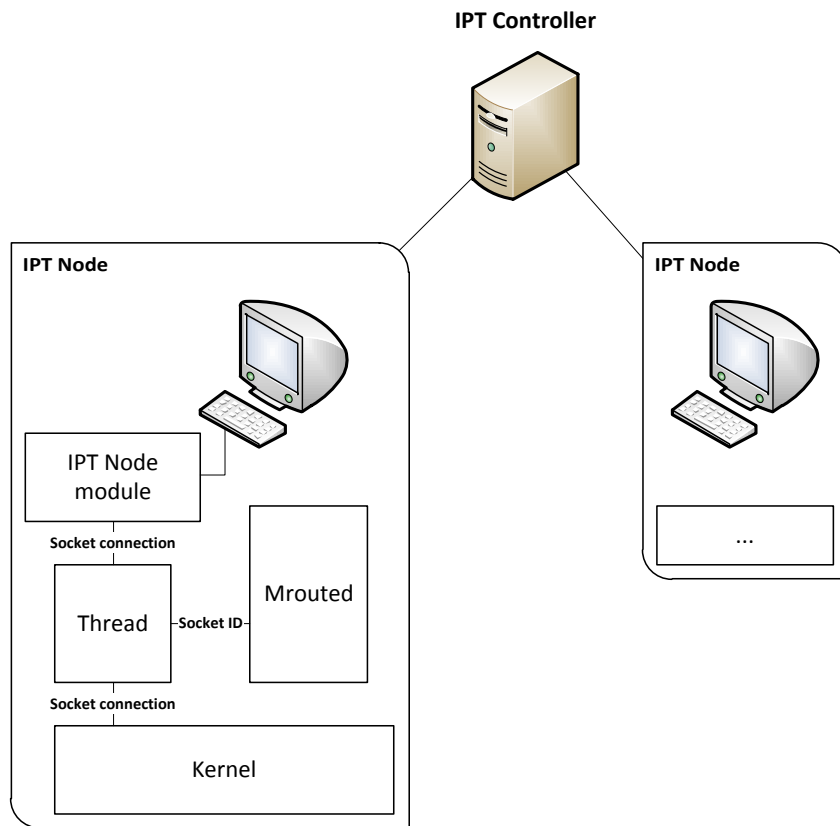 IPT Controller
IPT Node
IPT Node
module
Socket connection
Thread
Socket ID
Mrouted
Socket connection
Kernel
IPT Node
...